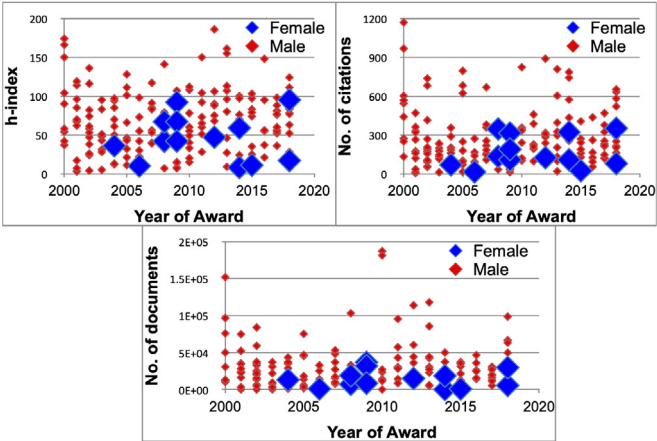 200
150
100
50
0
h-index
Female
Male
2000 2005 2010 2015 2020
Year of Award
1200
900
600
300
0
No. of citations
Female
Male
2000 2005 2010 2015 2020
Year of Award
2E+05
2E+05
1E+05
5E+04
0E+00
No. of documents
Female
Male
2000 2005 2010 2015 2020
Year of Award